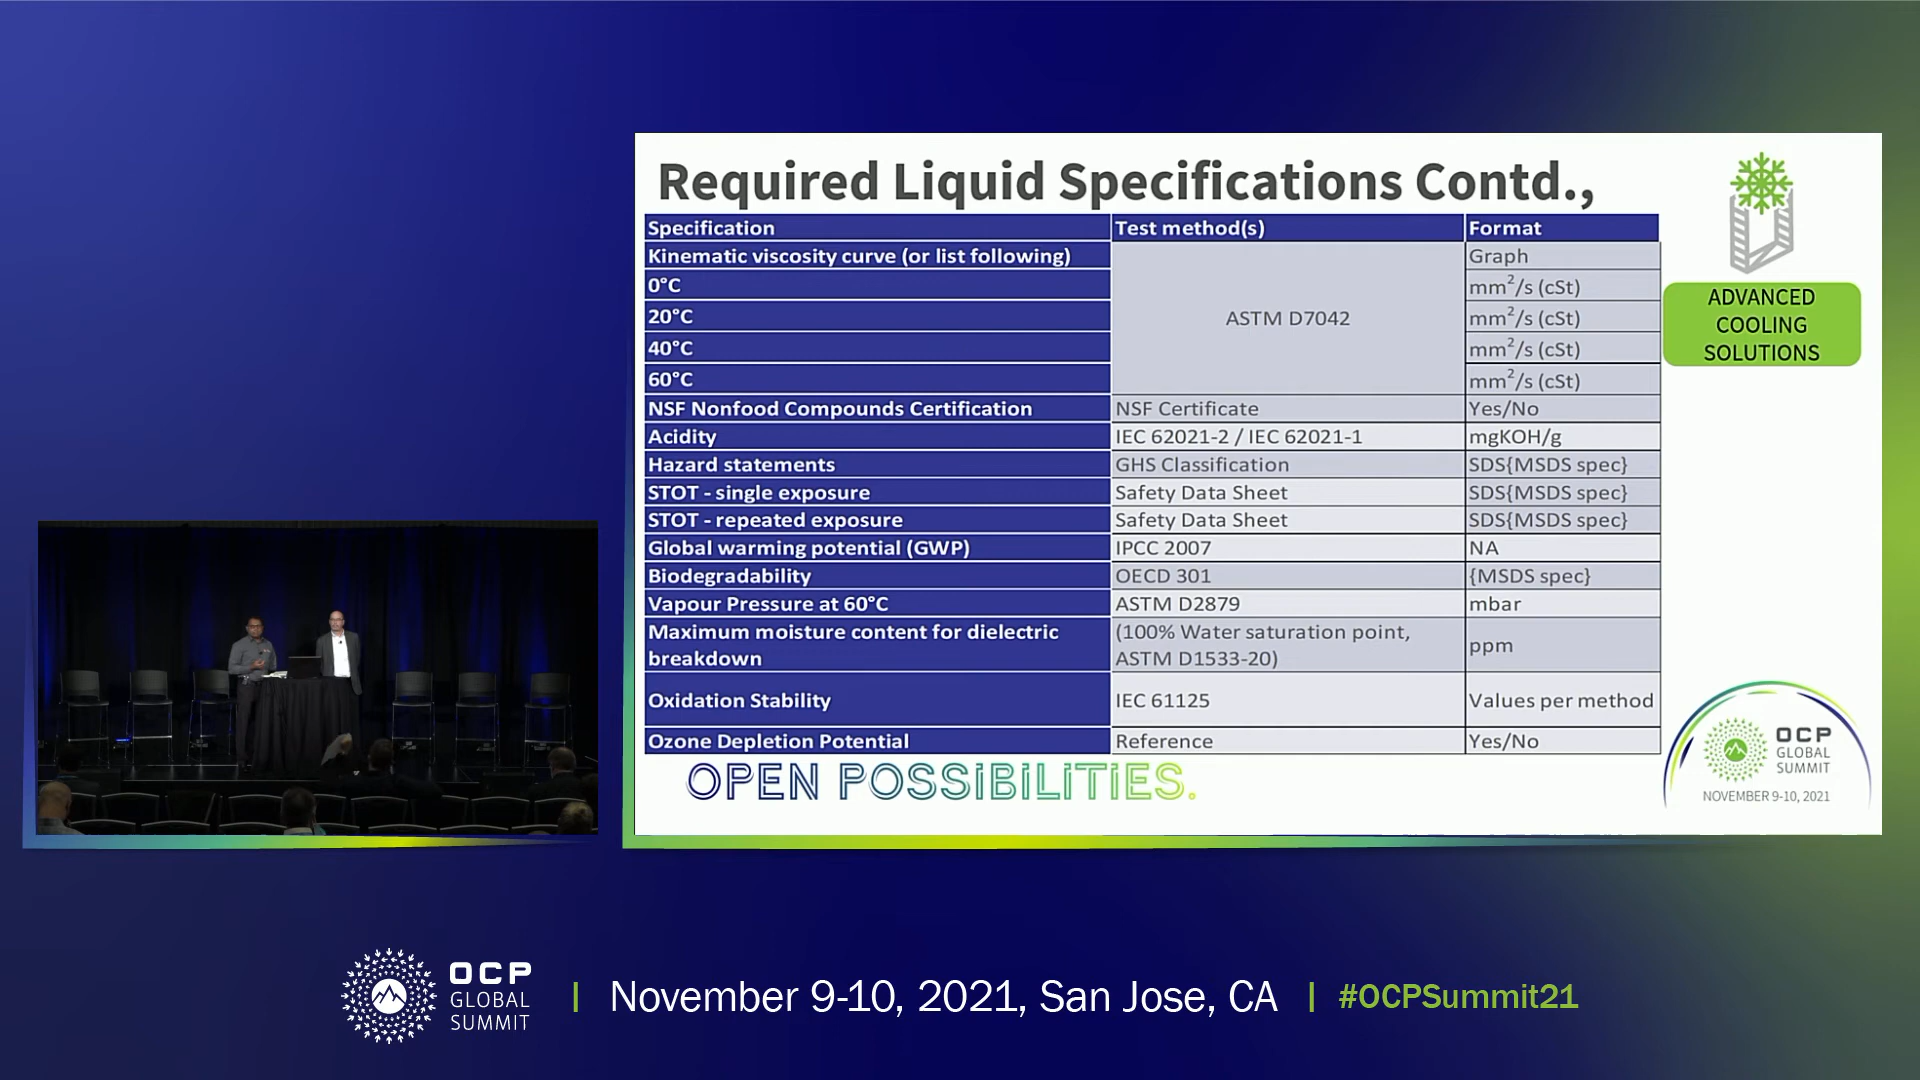 Required Liquid Specifications Contd.,
Specification Test method(s) Format
Kinematic viscosity curve (or list following) Graph
0°C mm²/s (cSt)
20°C ASTM D7042 mm²/s (cSt)
40°C mm²/s (cSt)
60°C mm²/s (cSt)
NSF Nonfood Compounds Certification NSF Certificate Yes/No
Acidity IEC 62021-2 / IEC 62021-1 mgKOH/g
Hazard statements GHS Classification SDS{MSDS spec}
STOT - single exposure Safety Data Sheet SDS{MSDS spec}
STOT - repeated exposure Safety Data Sheet SDS{MSDS spec}
Global warming potential (GWP) IPCC 2007 NA
Biodegradability OECD 301 {MSDS spec}
Vapour Pressure at 60°C ASTM D2879 mbar
Maximum moisture content for dielectric
breakdown
(100% Water saturation point,
ASTM D1533-20)
ppm
Oxidation Stability IEC 61125 Values per method
Ozone Depletion Potential Reference Yes/No
ADVANCED
COOLING
SOLUTIONS
OPEN POSSIBILITIES.
OCP
GLOBAL
SUMMIT
NOVEMBER 9-10, 2021
OCP
GLOBAL
SUMMIT
November 9-10, 2021, San Jose, CA
#OCPSummit21